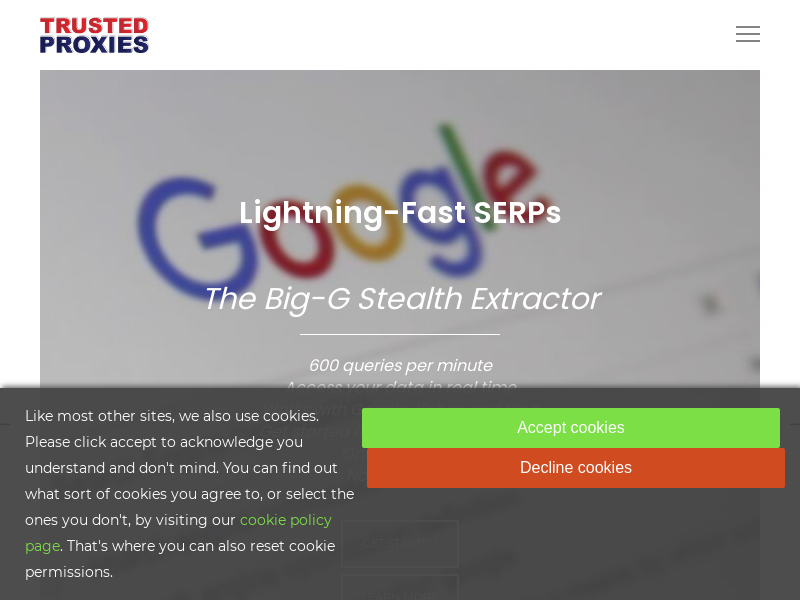 TRUSTED
PROXIES
Google
Lightning-Fast SERPs
The Big-G Stealth Extractor
600 queries per minute
Access your data in real time
Like most other sites, we also use cookies.
Please click accept to acknowledge you
understand and don't mind. You can find out
what sort of cookies you agree to, or select the
ones you don't, by visiting our cookie policy
page. That's where you can also reset cookie
permissions.
Accept cookies
Decline cookies